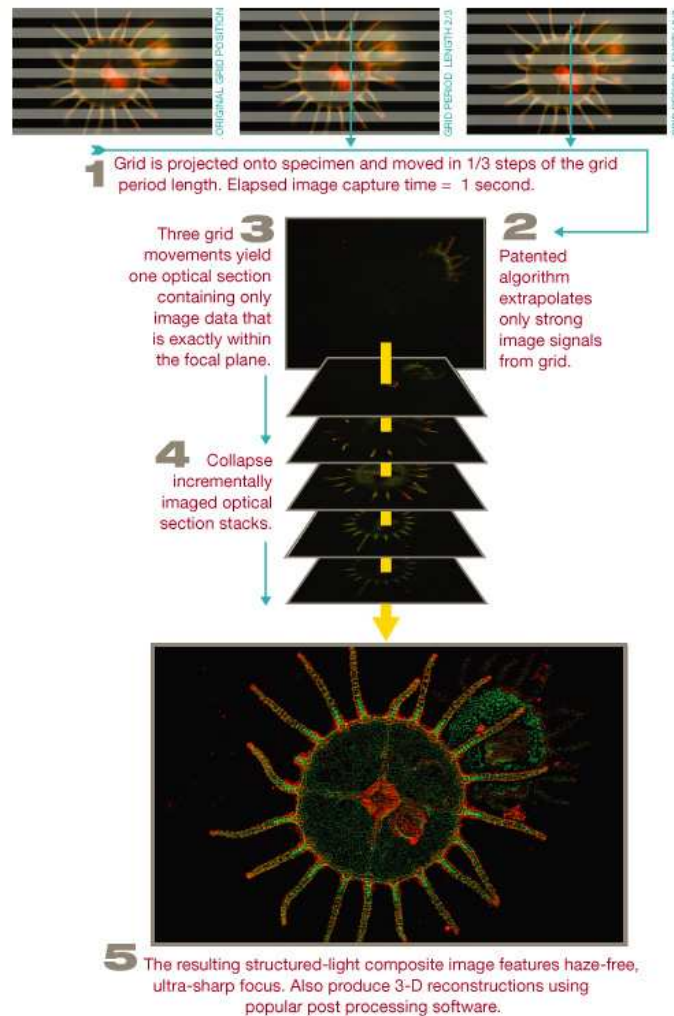 ORIGINAL GRID POSITION
GRID PERIOD LENGTH 2/3
1 Grid is projected onto specimen and moved in 1/3 steps of the grid
period length. Elapsed image capture time = 1 second.
2
Patented
algorithm
extrapolates
only strong
image signals
from grid.
Three grid 3
movements yield
one optical section
containing only
image data that
is exactly within
the focal plane.
4 Collapse
incrementally
imaged optical
section stacks.
5 The resulting structured-light composite image features haze-free,
ultra-sharp focus. Also produce 3-D reconstructions using
popular post processing software.